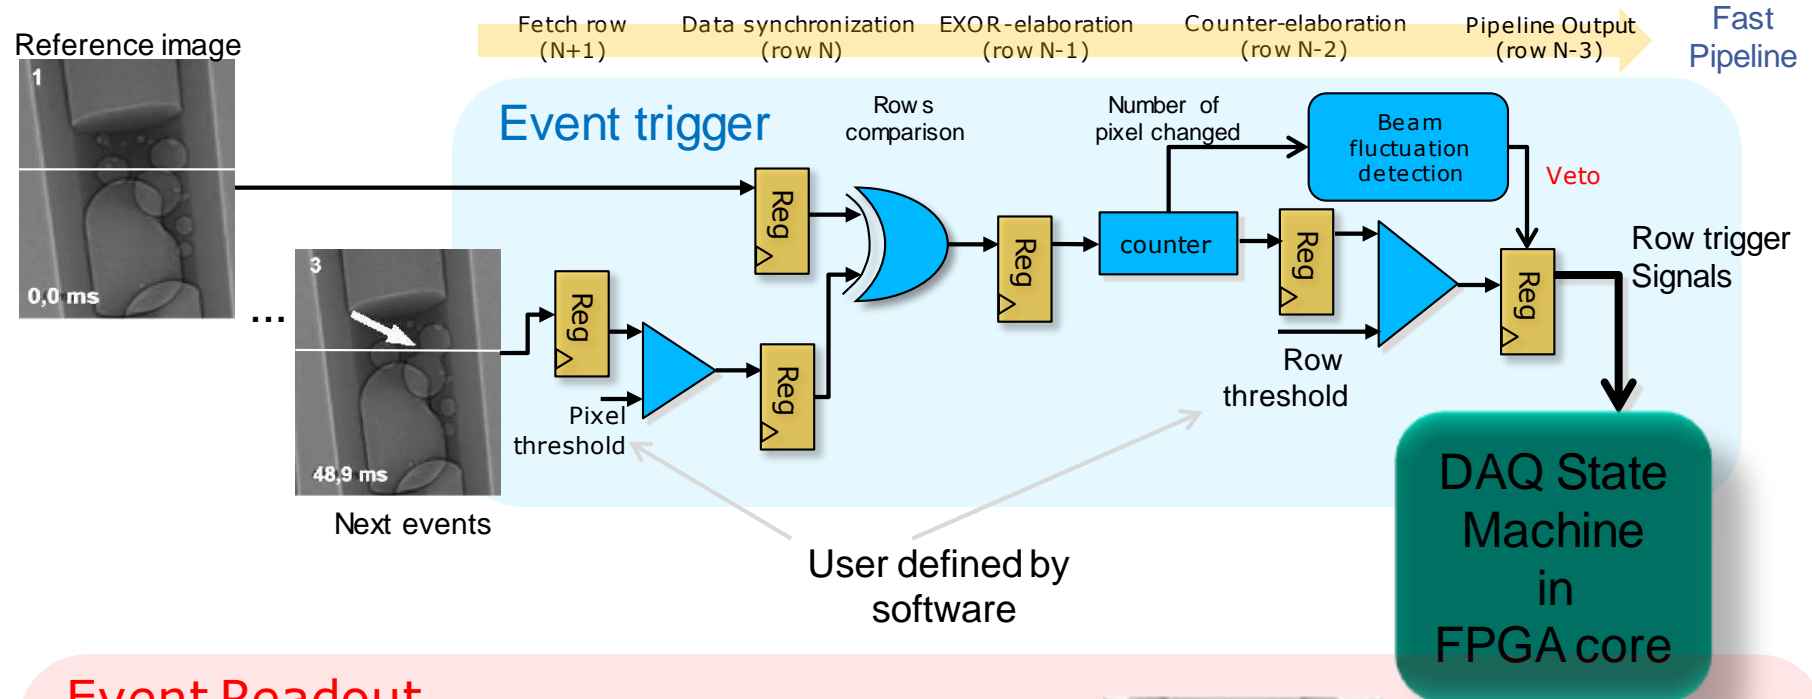 Fetch row
(N+1)
Data synchronization
(row N)
EXOR-elaboration
(row N-1)
Counter-elaboration
(row N-2)
Pipeline Output
(row N-3)
Fast
Pipeline
Reference image
1
0,0 ms
...
3
48,9 ms
Next events
Event trigger
Rows
comparison
Number of
pixel changed
Beam
fluctuation
detection
Veto
Reg
Reg
Reg
Reg
counter
Reg
Reg
Row trigger
Signals
Pixel
threshold
Row
threshold
User defined by
software
DAQ State
Machine
in
FPGA core
Event Readout